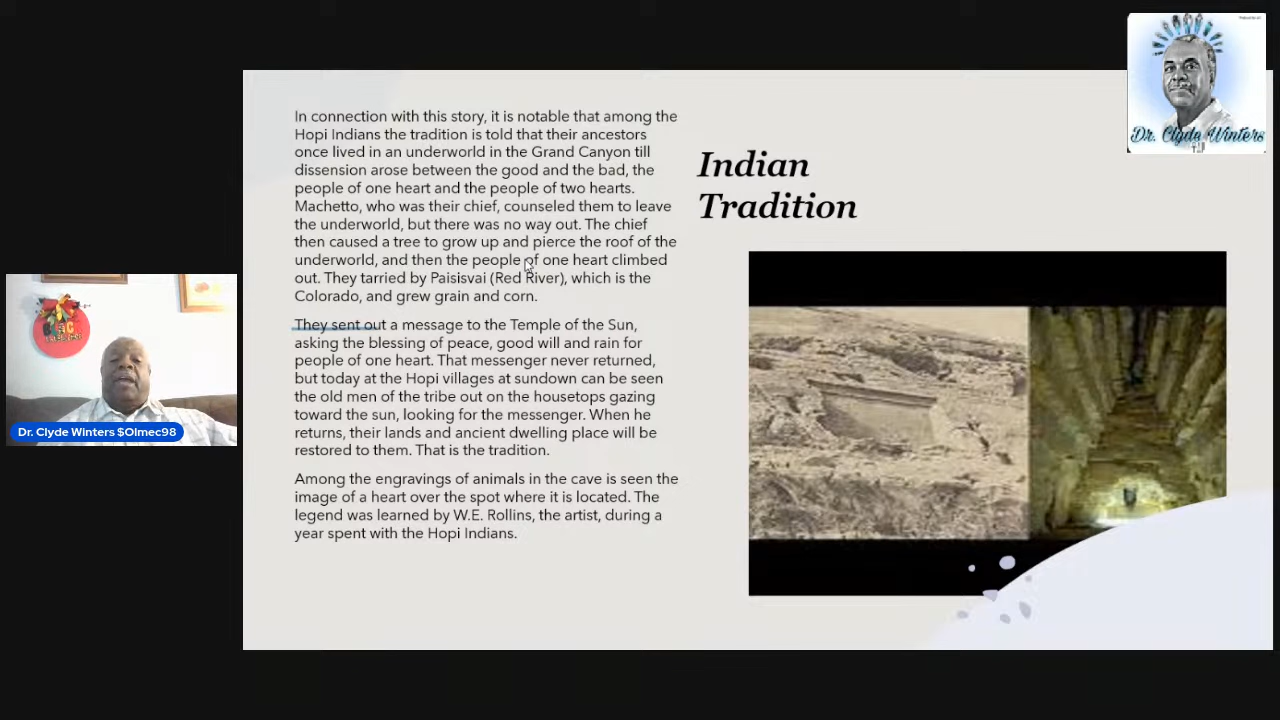 In connection with this story, it is notable that among the
Hopi Indians the tradition is told that their ancestors
once lived in an underworld in the Grand Canyon till
dissension arose between the good and the bad, the
people of one heart and the people of two hearts.
Machetto, who was their chief, counseled them to leave
the underworld, but there was no way out. The chief
then caused a tree to grow up and pierce the roof of the
underworld, and then the people of one heart climbed
out. They tarried by Paisisvai (Red River), which is the
Colorado, and grew grain and corn.
They sent out a message to the Temple of the Sun,
asking the blessing of peace, good will and rain for
people of one heart. That messenger never returned,
but today at the Hopi villages at sundown can be seen
the old men of the tribe out on the housetops gazing
toward the sun, looking for the messenger. When he
returns, their lands and ancient dwelling place will be
restored to them. That is the tradition.
Among the engravings of animals in the cave is seen the
image of a heart over the spot where it is located. The
legend was learned by W.E. Rollins, the artist, during a
year spent with the Hopi Indians.
Indian
Tradition
Dr. Clyde Winters
Dr. Clyde Winters $Olmec98